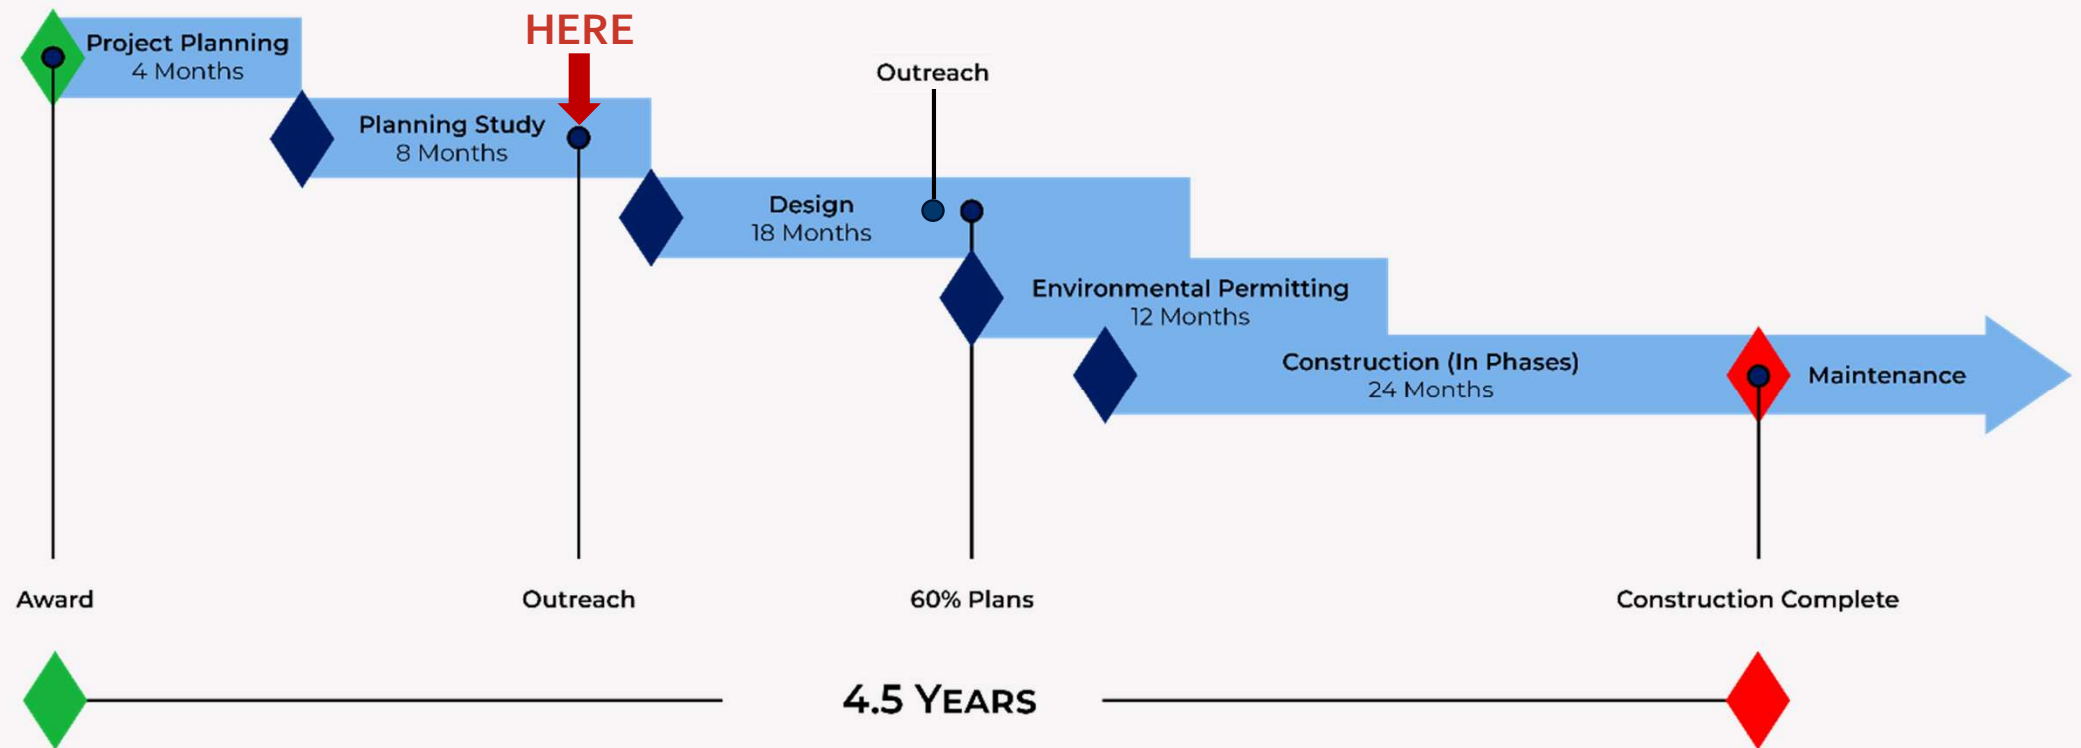 HERE
Project Planning
4 Months
Outreach
Planning Study
8 Months
Design
18 Months
Environmental Permitting
12 Months
Construction (In Phases)
24 Months
Maintenance
Award
Outreach
60% Plans
Construction Complete
4.5 YEARS